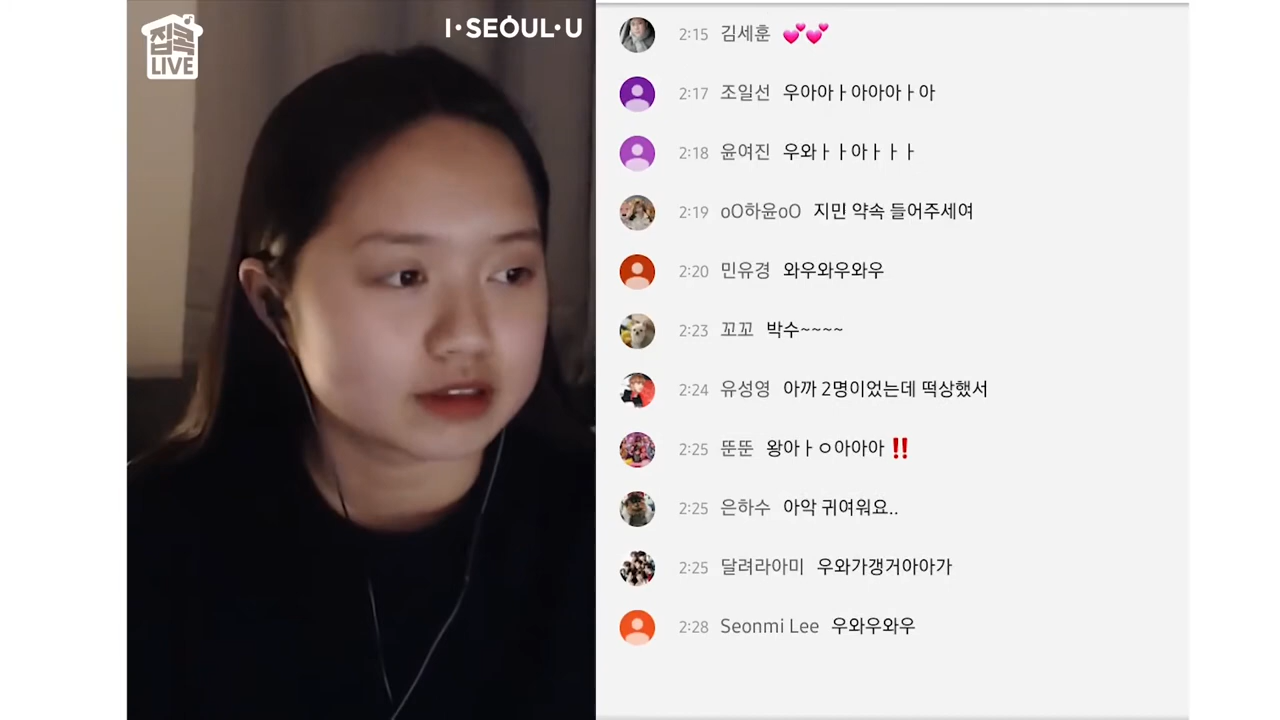 집콕
LIVE
I·SEOUL·U
2:15 김세훈 💕💕
2:17 조일선 우아아ㅏ아아아ㅏ아
2:18 윤여진 우와ㅏㅏ아ㅏㅏㅏ
2:19 oO하윤oO 지민 약속 들어주세여
2:20 민유경 와우와우와우
2:23 꼬꼬 박수~~~~
2:24 유성영 아까 2명이었는데 떡상했서
2:25 뚠뚠 왕아ㅏㅇ아아아 ‼️
2:25 은하수 아악 귀여워요..
2:25 달려라아미 우와가갱거아아가
2:28 Seonmi Lee 우와우와우